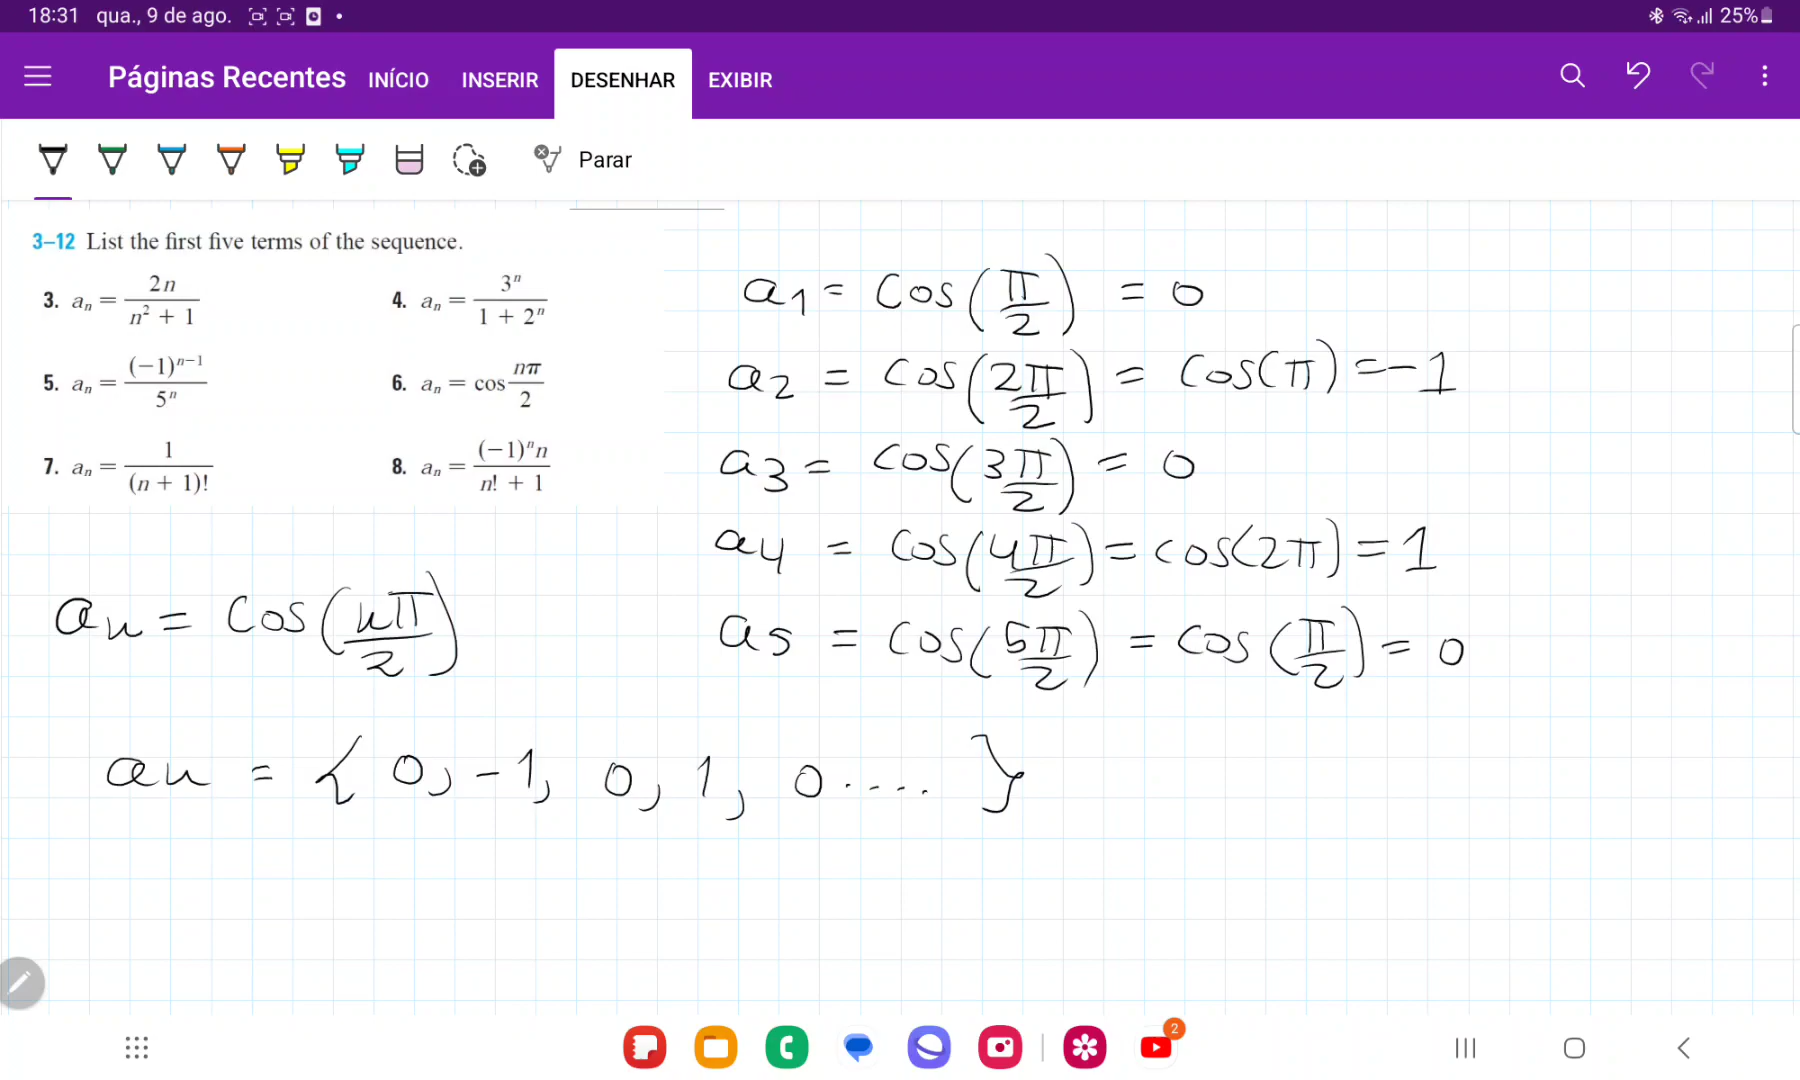 18:31 qua., 9 de ago. • 25%
Páginas Recentes INÍCIO INSERIR DESENHAR EXIBIR
Parar
3–12 List the first five terms of the sequence.
3. aₙ = 2n / (n² + 1)
4. aₙ = 3ⁿ / (1 + 2ⁿ)
5. aₙ = (−1)ⁿ⁻¹ / 5ⁿ
6. aₙ = cos nπ/2
7. aₙ = 1 / (n + 1)!
8. aₙ = (−1)ⁿn / (n! + 1)
an = cos(nπ/2)
a1 = cos(π/2) = 0
a2 = cos(2π/2) = cos(π) = -1
a3 = cos(3π/2) = 0
a4 = cos(4π/2) = cos(2π) = 1
a5 = cos(5π/2) = cos(π/2) = 0
an = { 0, -1, 0, 1, 0 ..... }
2